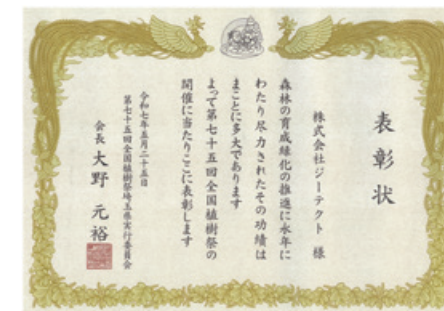 表彰状
株式会社ジーテクト 様
森林の育成緑化の推進に永年に
わたり尽力されたその功績は
まことに多大であります
よって第七十五回全国植樹祭の
開催に当たりここに表彰します
令和七年五月二十五日
第七十五回全国植樹祭埼玉県実行委員会
会長 大野 元裕